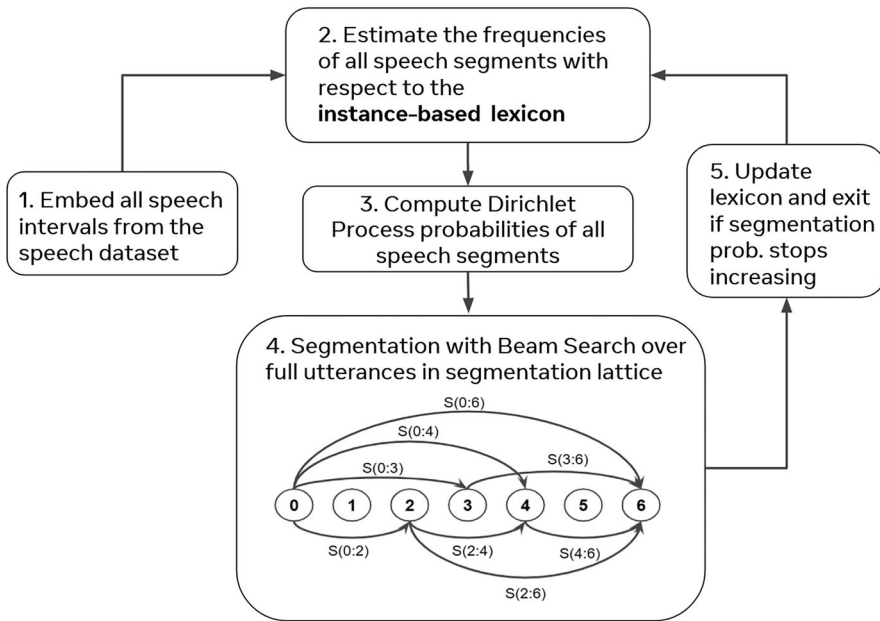 2. Estimate the frequencies
of all speech segments with
respect to the
instance-based lexicon
1. Embed all speech
intervals from the
speech dataset
3. Compute Dirichlet
Process probabilities of all
speech segments
5. Update
lexicon and exit
if segmentation
prob. stops
increasing
4. Segmentation with Beam Search over
full utterances in segmentation lattice
S(0:6)
S(0:4)
S(0:3)
S(3:6)
0 1 2 3 4 5 6
S(0:2)
S(2:4)
S(4:6)
S(2:6)